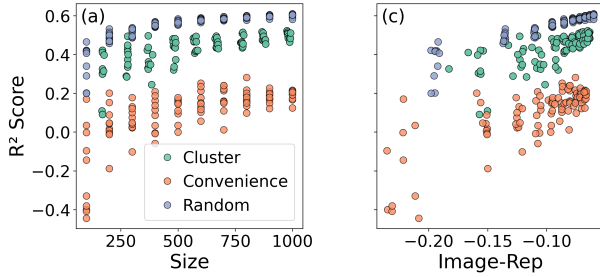 (a)
(c)
R² Score
0.6
0.4
0.2
0.0
−0.2
−0.4
Cluster
Convenience
Random
250
500
750
1000
−0.20
−0.15
−0.10
Size
Image-Rep